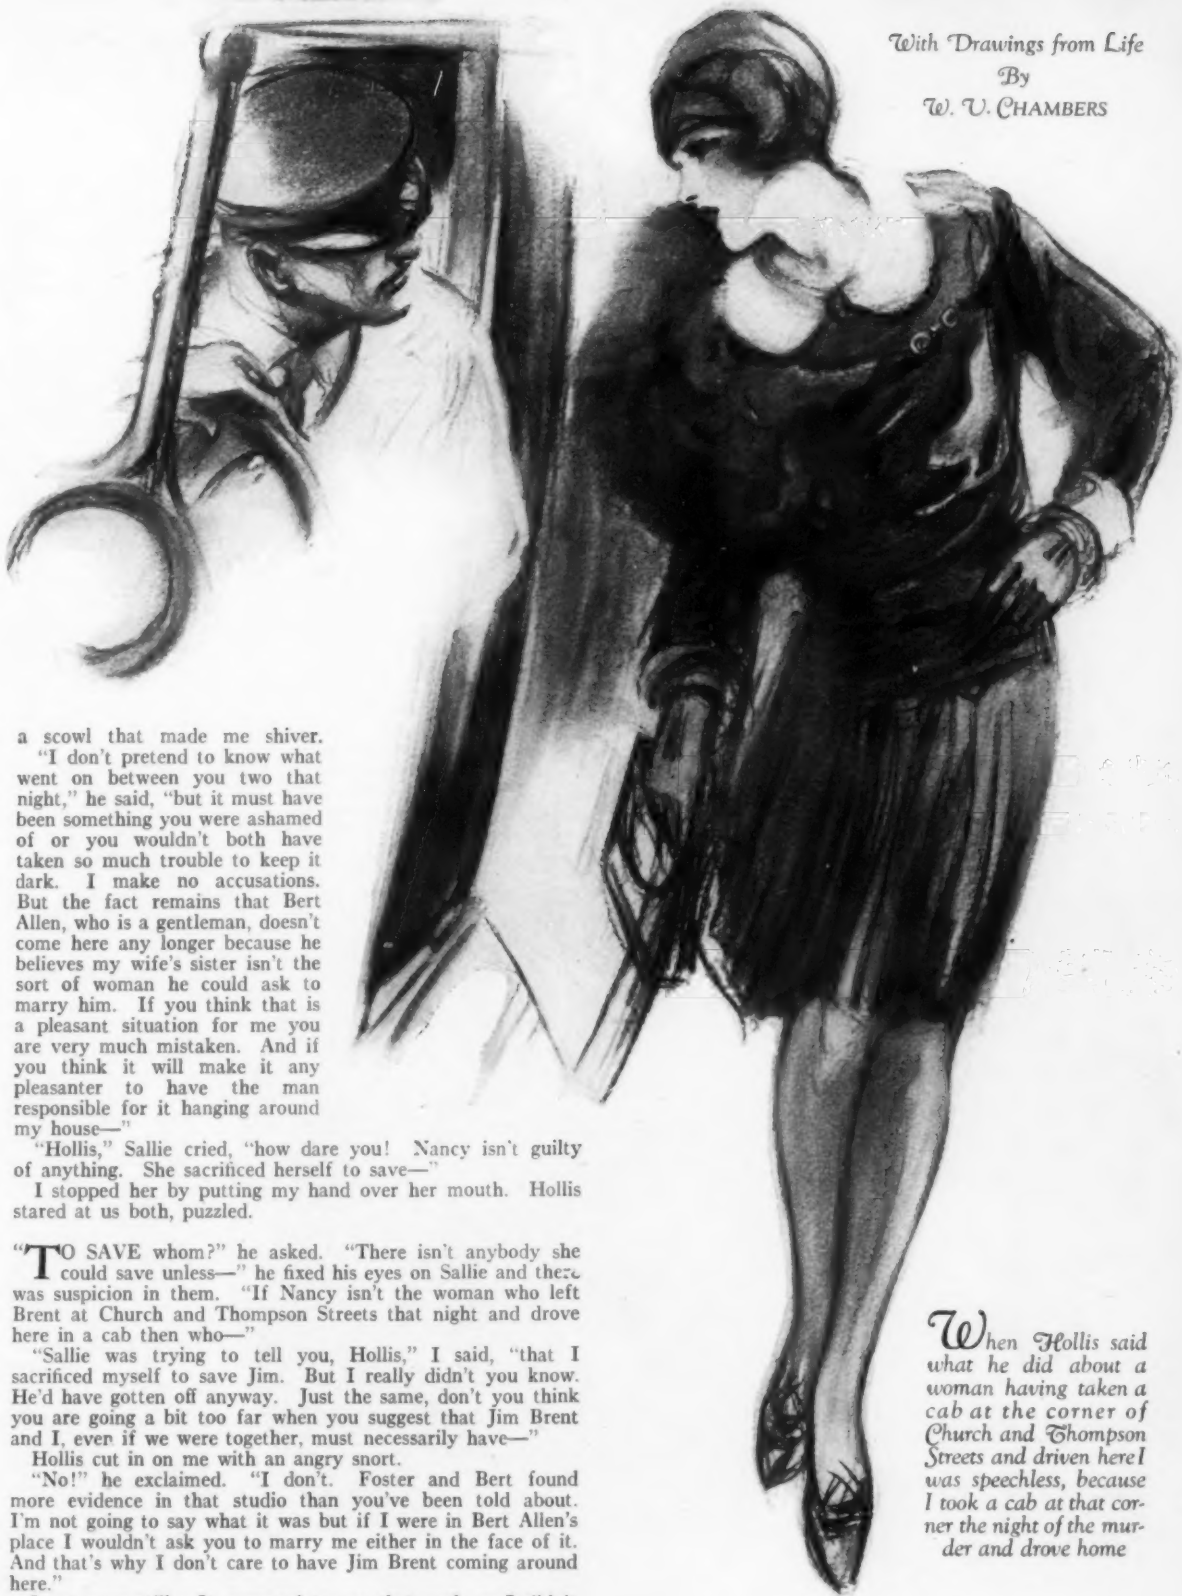 With Drawings from Life
By
W. V. CHAMBERS
a scowl that made me shiver.
"I don't pretend to know what
went on between you two that
night," he said, "but it must have
been something you were ashamed
of or you wouldn't both have
taken so much trouble to keep it
dark. I make no accusations.
But the fact remains that Bert
Allen, who is a gentleman, doesn't
come here any longer because he
believes my wife's sister isn't the
sort of woman he could ask to
marry him. If you think that is
a pleasant situation for me you
are very much mistaken. And if
you think it will make it any
pleasanter to have the man
responsible for it hanging around
my house—"
"Hollis," Sallie cried, "how dare you! Nancy isn't guilty
of anything. She sacrificed herself to save—"
I stopped her by putting my hand over her mouth. Hollis
stared at us both, puzzled.
"TO SAVE whom?" he asked. "There isn't anybody she
could save unless—" he fixed his eyes on Sallie and there
was suspicion in them. "If Nancy isn't the woman who left
Brent at Church and Thompson Streets that night and drove
here in a cab then who—"
"Sallie was trying to tell you, Hollis," I said, "that I
sacrificed myself to save Jim. But I really didn't you know.
He'd have gotten off anyway. Just the same, don't you think
you are going a bit too far when you suggest that Jim Brent
and I, even if we were together, must necessarily have—"
Hollis cut in on me with an angry snort.
"No!" he exclaimed. "I don't. Foster and Bert found
more evidence in that studio than you've been told about.
I'm not going to say what it was but if I were in Bert Allen's
place I wouldn't ask you to marry me either in the face of it.
And that's why I don't care to have Jim Brent coming around
here."
When Hollis said
what he did about a
woman having taken a
cab at the corner of
Church and Thompson
Streets and driven here I
was speechless, because
I took a cab at that cor-
ner the night of the mur-
der and drove home